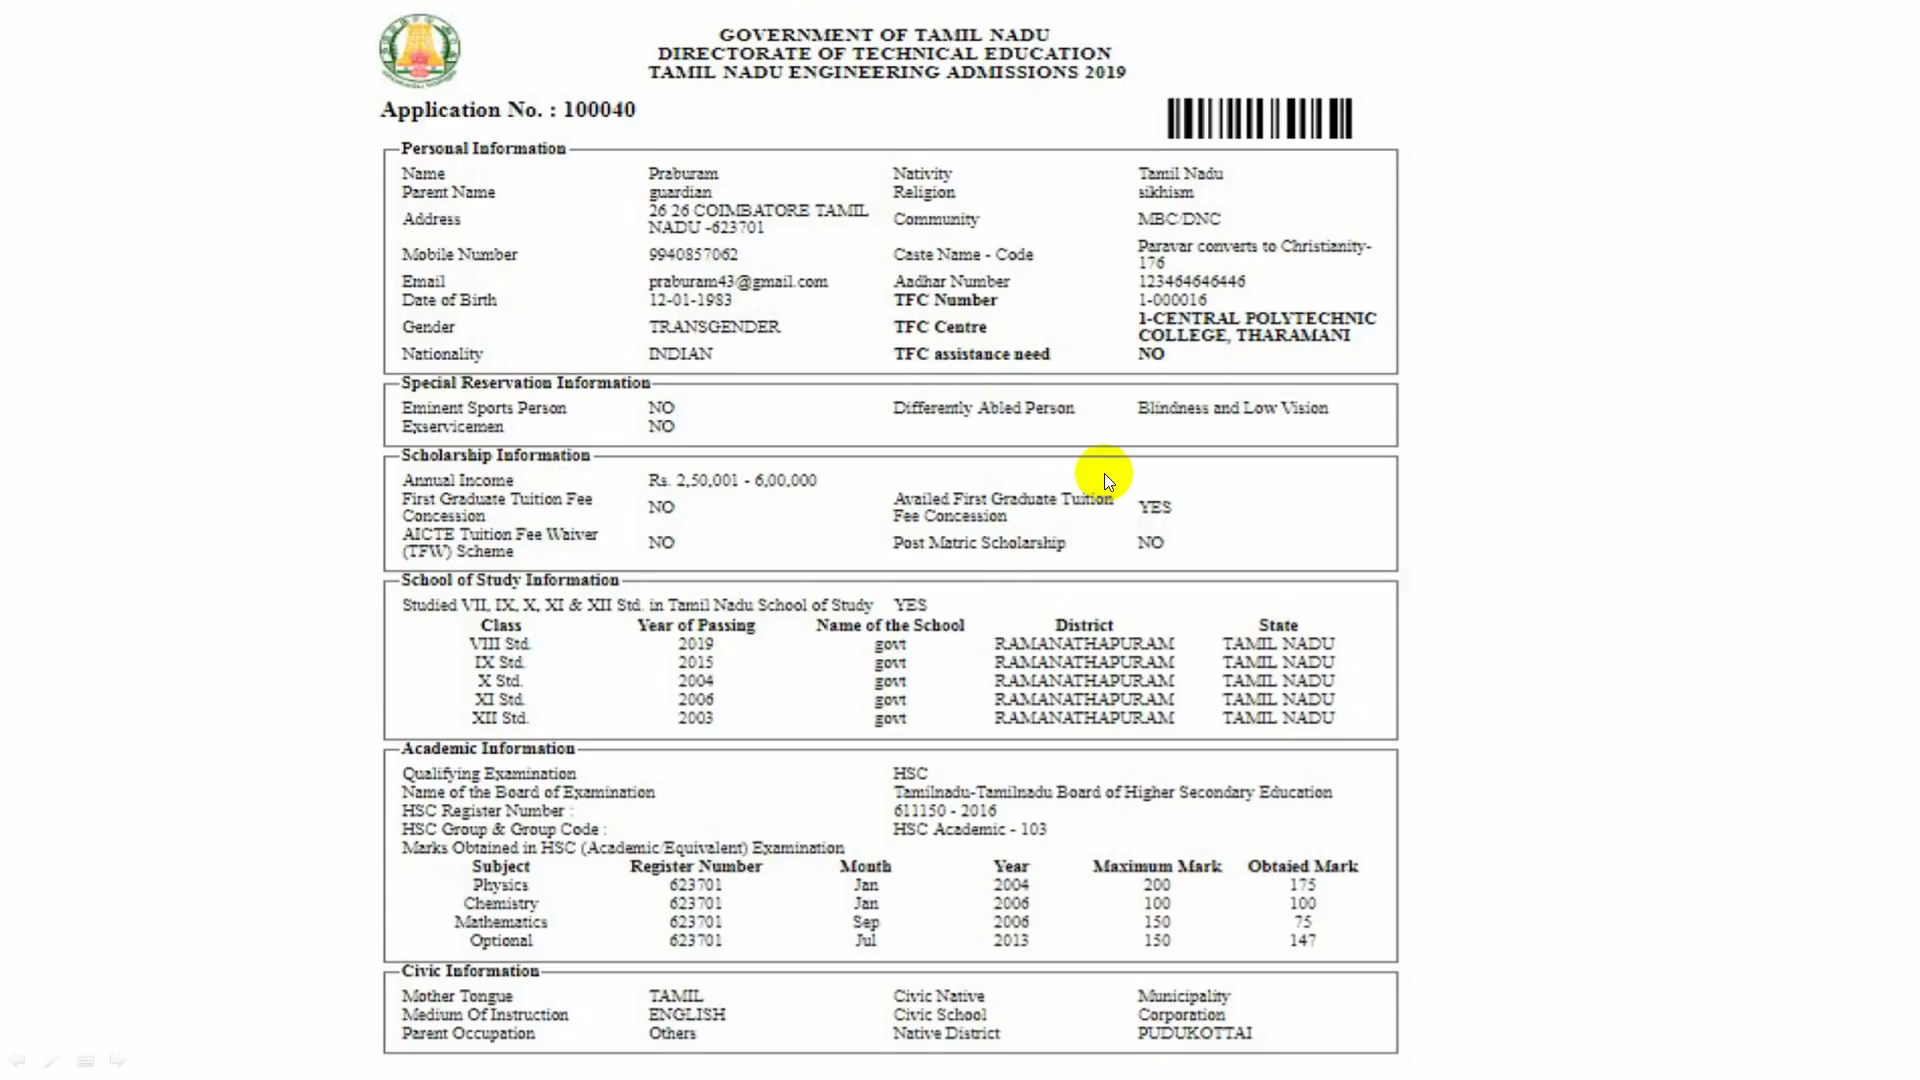 GOVERNMENT OF TAMIL NADU
DIRECTORATE OF TECHNICAL EDUCATION
TAMIL NADU ENGINEERING ADMISSIONS 2019
Application No. : 100040
Personal Information
Name Praburam Nativity Tamil Nadu
Parent Name guardian Religion sikhism
Address 26 26 COIMBATORE TAMIL NADU -623701 Community MBC/DNC
Mobile Number 9940857062 Caste Name - Code Paravar converts to Christianity-176
Email praburam43@gmail.com Aadhar Number 123464646446
Date of Birth 12-01-1983 TFC Number 1-000016
Gender TRANSGENDER TFC Centre 1-CENTRAL POLYTECHNIC COLLEGE, THARAMANI
Nationality INDIAN TFC assistance need NO
Special Reservation Information
Eminent Sports Person NO Differently Abled Person Blindness and Low Vision
Exservicemen NO
Scholarship Information
Annual Income Rs. 2,50,001 - 6,00,000
First Graduate Tuition Fee Concession NO Availed First Graduate Tuition Fee Concession YES
AICTE Tuition Fee Waiver (TFW) Scheme NO Post Matric Scholarship NO
School of Study Information
Studied VII, IX, X, XI & XII Std. in Tamil Nadu School of Study YES
Class Year of Passing Name of the School District State
VIII Std. 2019 govt RAMANATHAPURAM TAMIL NADU
IX Std. 2015 govt RAMANATHAPURAM TAMIL NADU
X Std. 2004 govt RAMANATHAPURAM TAMIL NADU
XI Std. 2006 govt RAMANATHAPURAM TAMIL NADU
XII Std. 2003 govt RAMANATHAPURAM TAMIL NADU
Academic Information
Qualifying Examination HSC
Name of the Board of Examination Tamilnadu-Tamilnadu Board of Higher Secondary Education
HSC Register Number : 611150 - 2016
HSC Group & Group Code : HSC Academic - 103
Marks Obtained in HSC (Academic/Equivalent) Examination
Subject Register Number Month Year Maximum Mark Obtaied Mark
Physics 623701 Jan 2004 200 175
Chemistry 623701 Jan 2006 100 100
Mathematics 623701 Sep 2006 150 75
Optional 623701 Jul 2013 150 147
Civic Information
Mother Tongue TAMIL Civic Native Municipality
Medium Of Instruction ENGLISH Civic School Corporation
Parent Occupation Others Native District PUDUKOTTAI